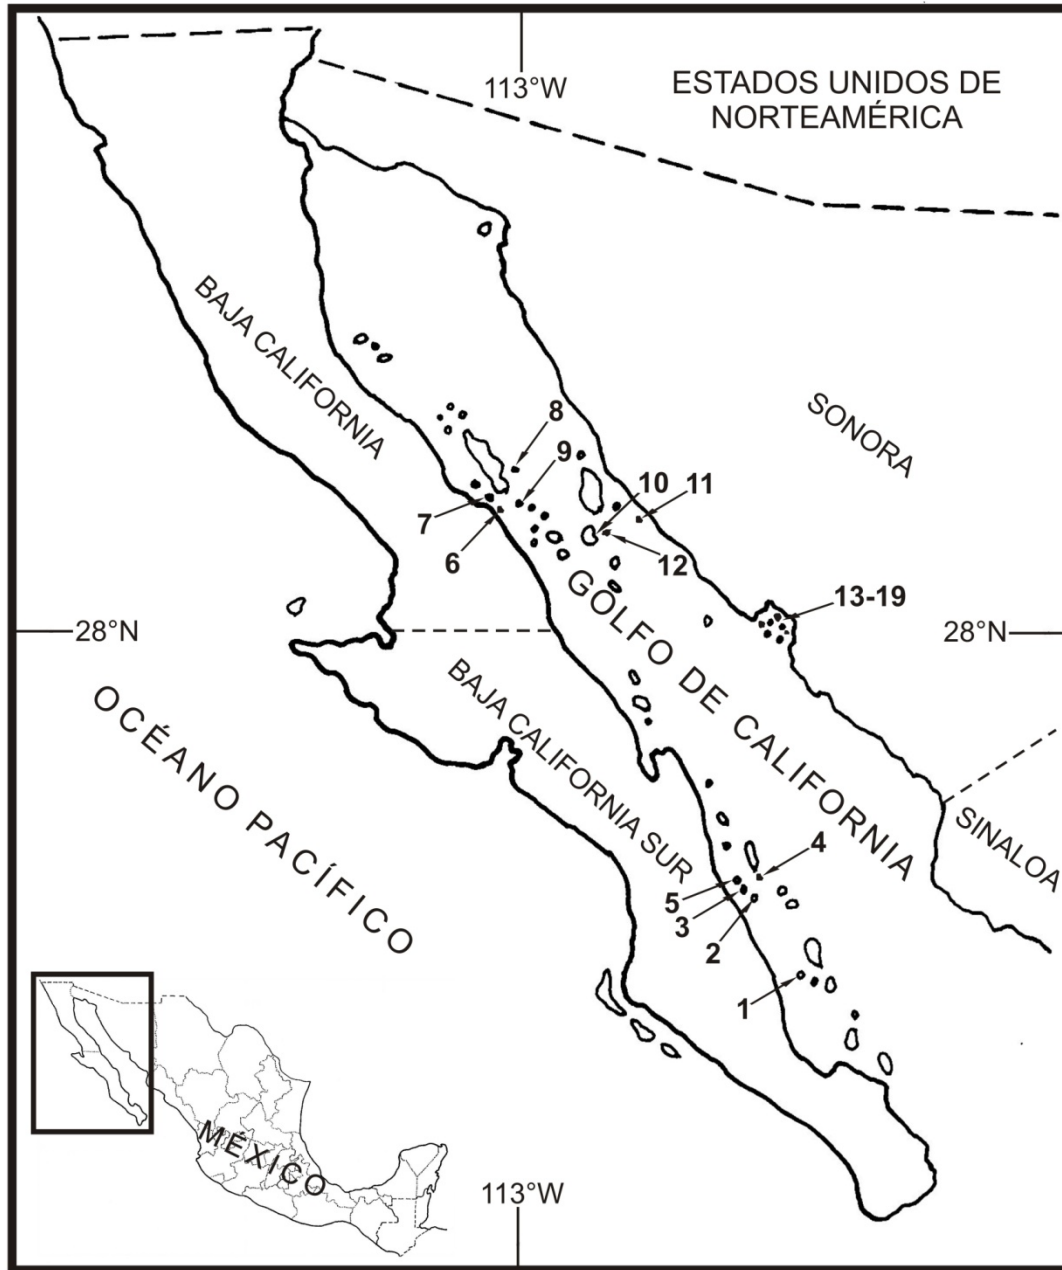 113°W
ESTADOS UNIDOS DE
NORTEAMÉRICA
BAJA CALIFORNIA
SONORA
8
9
10
11
7
6
12
13-19
GOLFO DE CALIFORNIA
28°N
28°N
OCÉANO PACÍFICO
BAJA CALIFORNIA SUR
SINALOA
4
5
3
2
1
MÉXICO
113°W